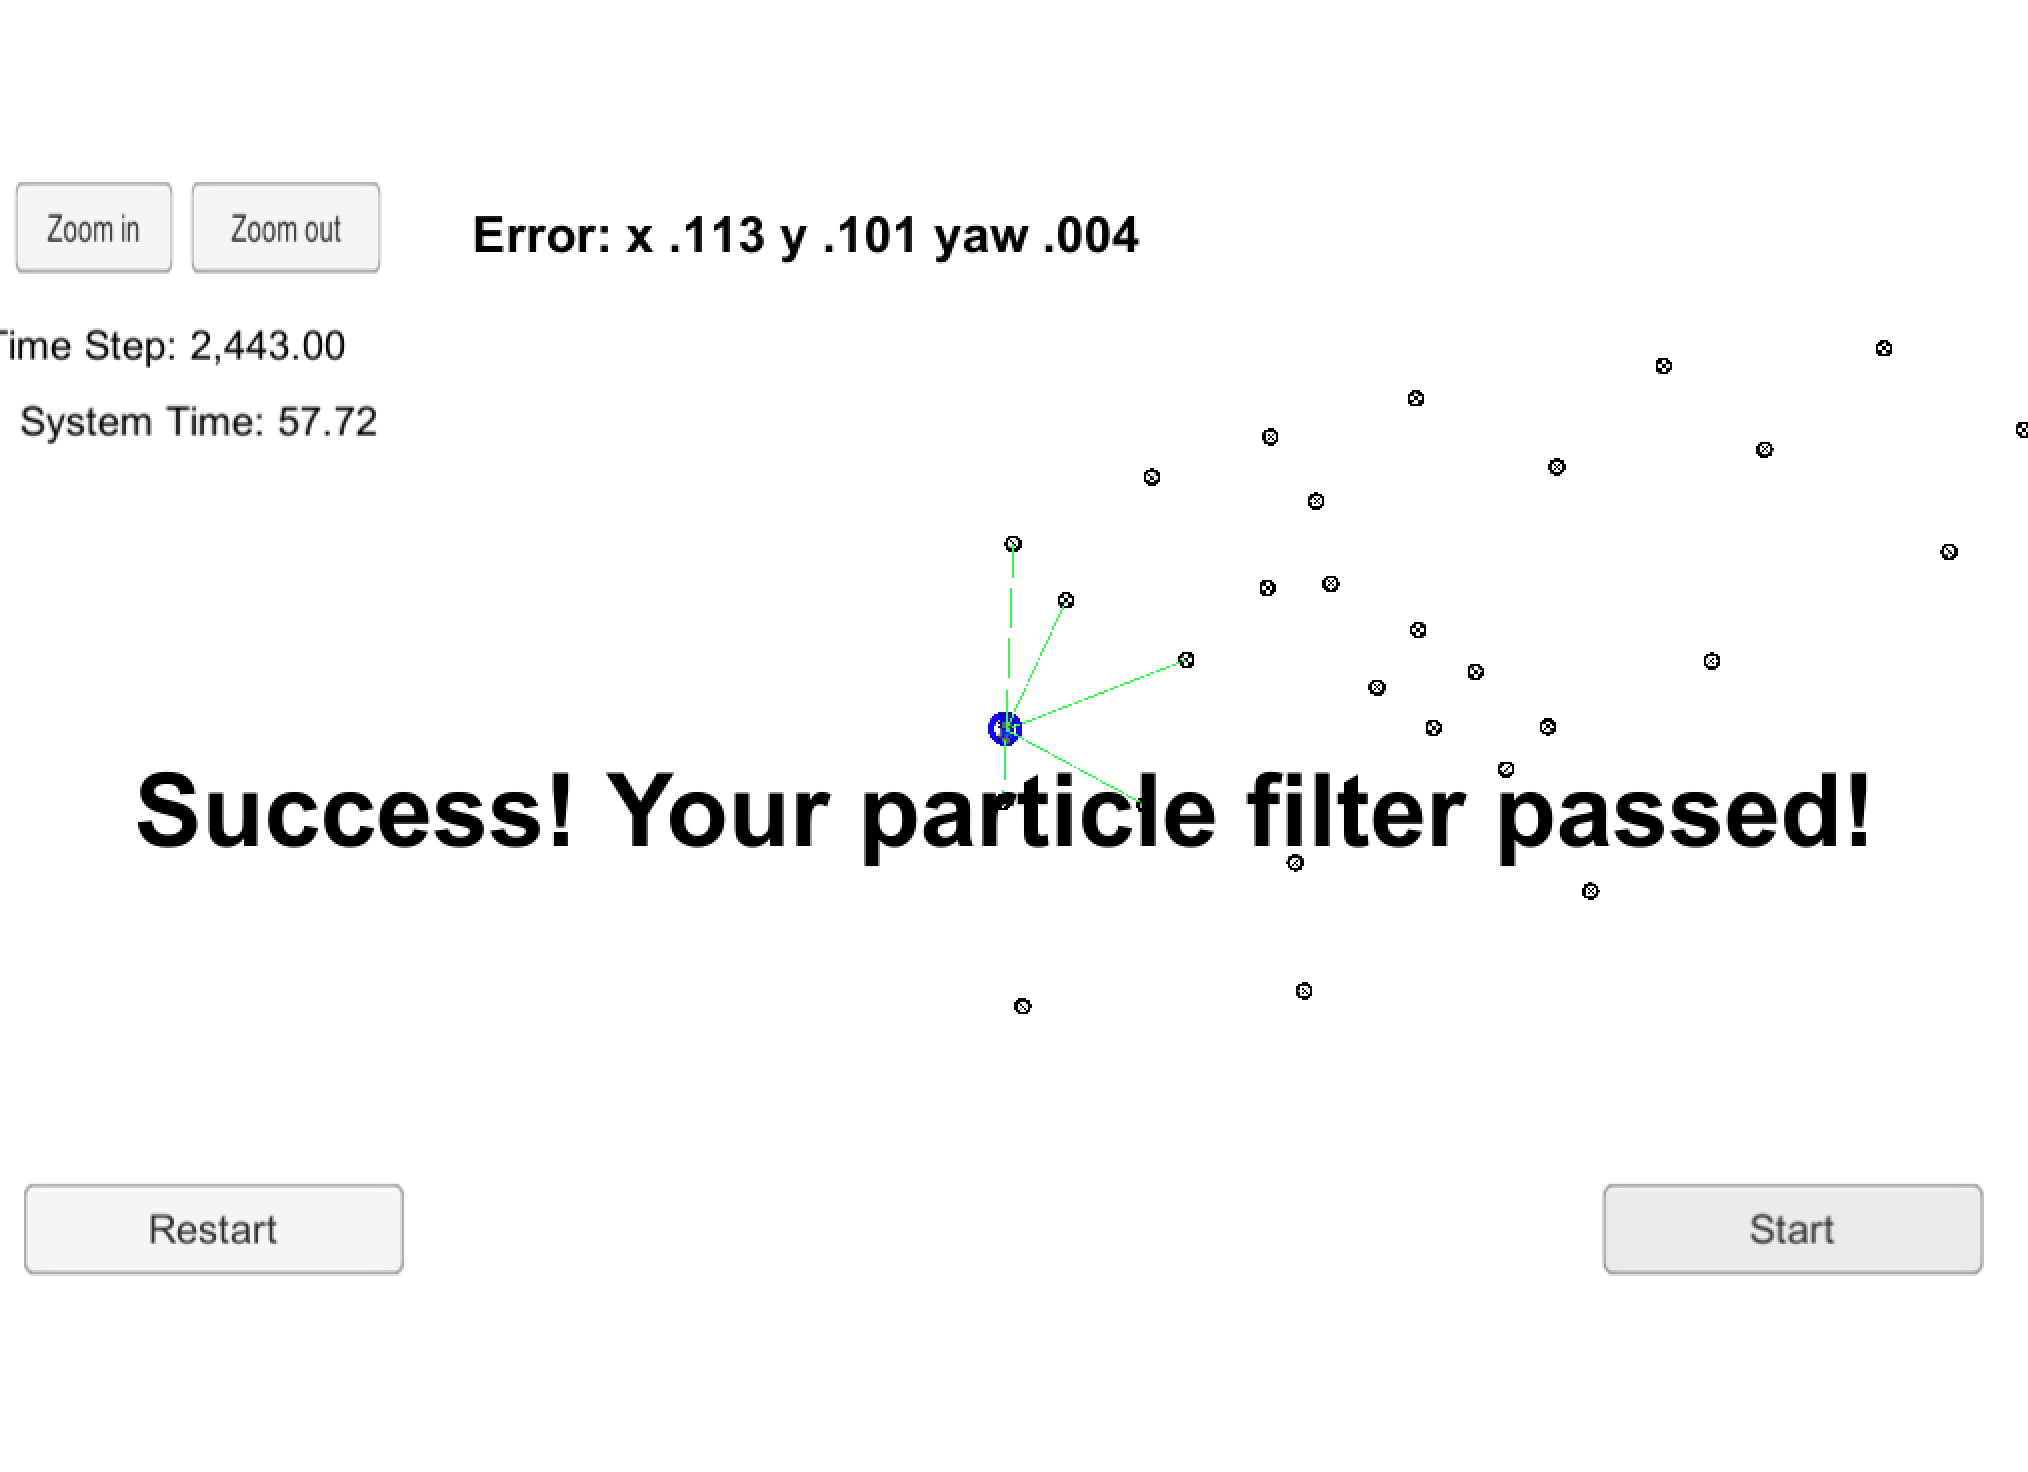 Zoom in Zoom out Error: x .113 y .101 yaw .004
Time Step: 2,443.00
System Time: 57.72
Success! Your particle filter passed!
Restart Start